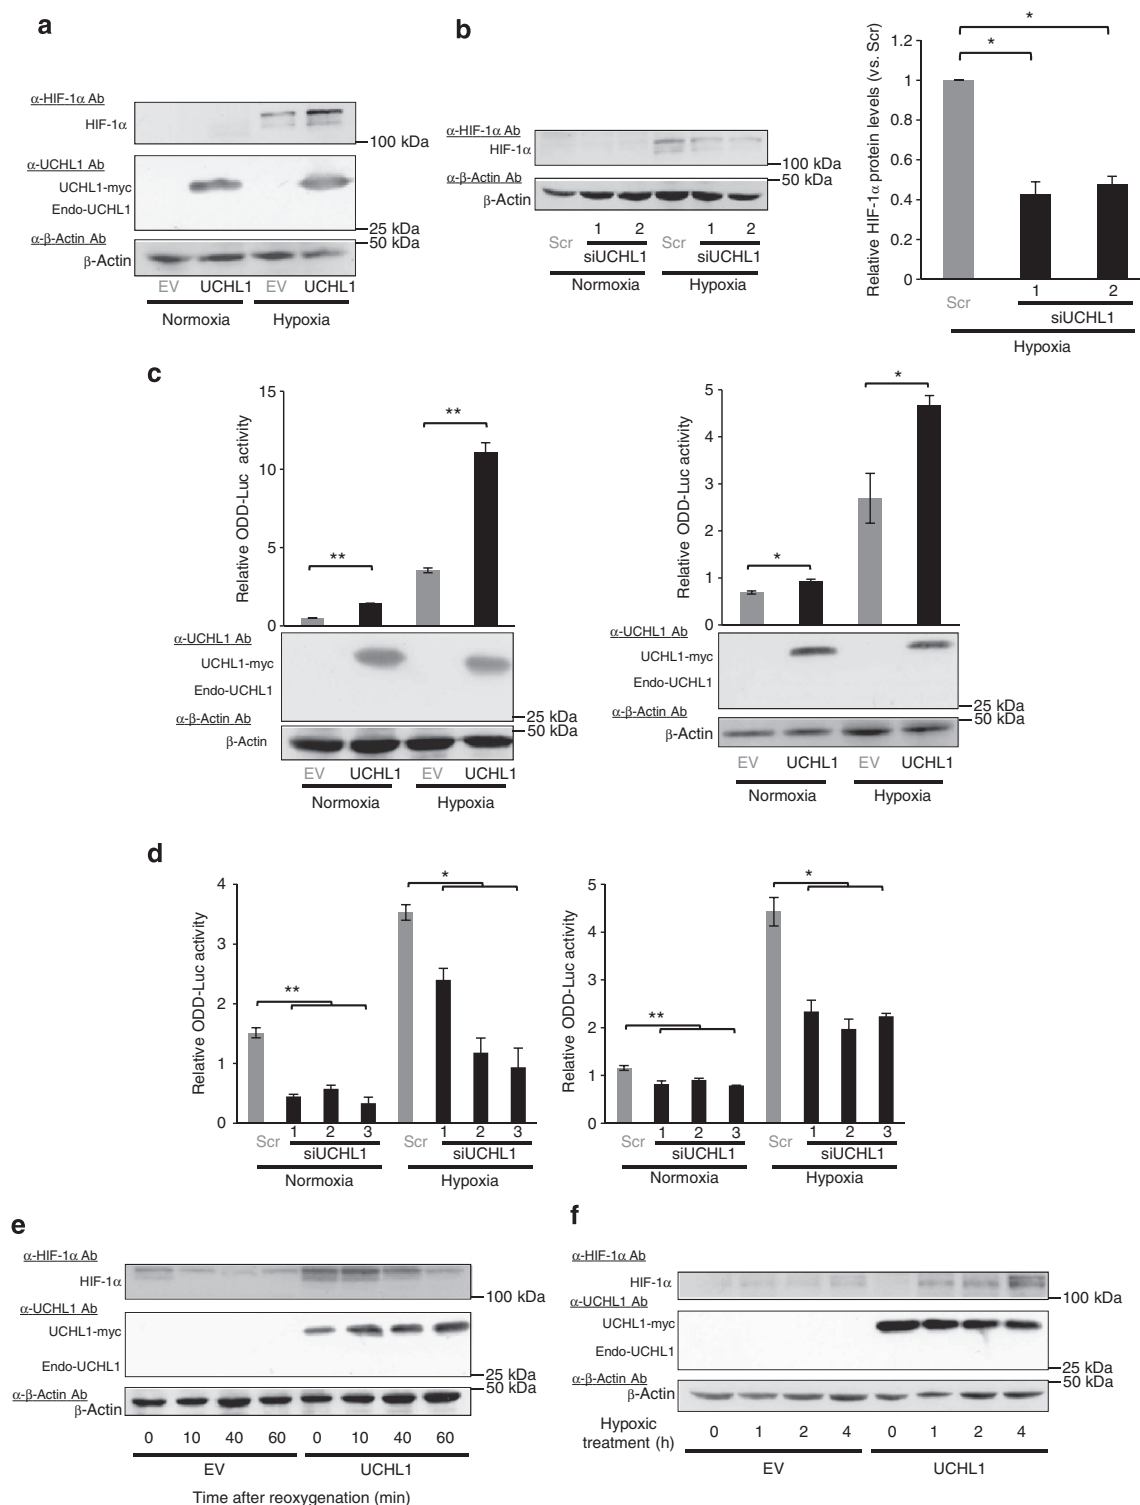 a
α-HIF-1α Ab
HIF-1α
100 kDa
α-UCHL1 Ab
UCHL1-myc
Endo-UCHL1
25 kDa
α-β-Actin Ab
50 kDa
β-Actin
EV UCHL1 EV UCHL1
Normoxia Hypoxia
b
α-HIF-1α Ab
HIF-1α
100 kDa
α-β-Actin Ab
50 kDa
β-Actin
Scr 1 2 Scr 1 2
siUCHL1 siUCHL1
Normoxia Hypoxia
Relative HIF-1α protein levels (vs. Scr)
1.2
1
0.8
0.6
0.4
0.2
0
*
*
Scr 1 2
siUCHL1
Hypoxia
c
Relative ODD-Luc activity
15
10
5
0
**
**
α-UCHL1 Ab
UCHL1-myc
Endo-UCHL1
25 kDa
α-β-Actin Ab
50 kDa
β-Actin
EV UCHL1 EV UCHL1
Normoxia Hypoxia
Relative ODD-Luc activity
5
4
3
2
1
0
*
*
α-UCHL1 Ab
UCHL1-myc
Endo-UCHL1
25 kDa
α-β-Actin Ab
50 kDa
β-Actin
EV UCHL1 EV UCHL1
Normoxia Hypoxia
d
Relative ODD-Luc activity
4
3
2
1
0
**
*
Scr 1 2 3 Scr 1 2 3
siUCHL1 siUCHL1
Normoxia Hypoxia
Relative ODD-Luc activity
5
4
3
2
1
0
**
*
Scr 1 2 3 Scr 1 2 3
siUCHL1 siUCHL1
Normoxia Hypoxia
e
α-HIF-1α Ab
HIF-1α
100 kDa
α-UCHL1 Ab
UCHL1-myc
Endo-UCHL1
25 kDa
α-β-Actin Ab
50 kDa
β-Actin
0 10 40 60 0 10 40 60
EV UCHL1
Time after reoxygenation (min)
f
α-HIF-1α Ab
HIF-1α
100 kDa
α-UCHL1 Ab
UCHL1-myc
Endo-UCHL1
25 kDa
α-β-Actin Ab
50 kDa
β-Actin
Hypoxic
treatment (h)
0 1 2 4 0 1 2 4
EV UCHL1